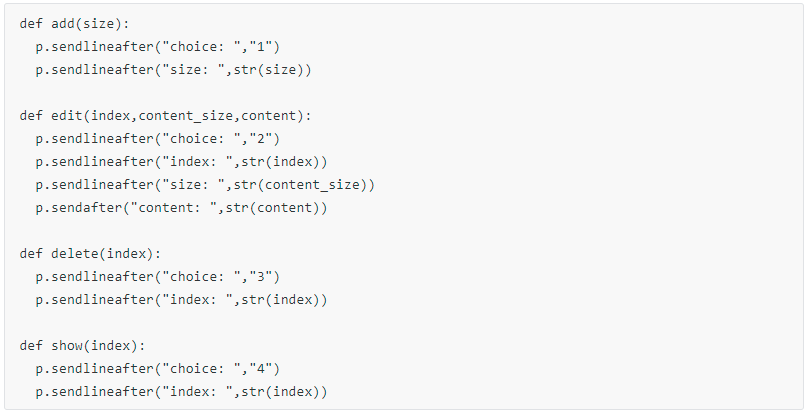 def add(size):
  p.sendlineafter("choice: ","1")
  p.sendlineafter("size: ",str(size))

def edit(index,content_size,content):
  p.sendlineafter("choice: ","2")
  p.sendlineafter("index: ",str(index))
  p.sendlineafter("size: ",str(content_size))
  p.sendafter("content: ",str(content))

def delete(index):
  p.sendlineafter("choice: ","3")
  p.sendlineafter("index: ",str(index))

def show(index):
  p.sendlineafter("choice: ","4")
  p.sendlineafter("index: ",str(index))